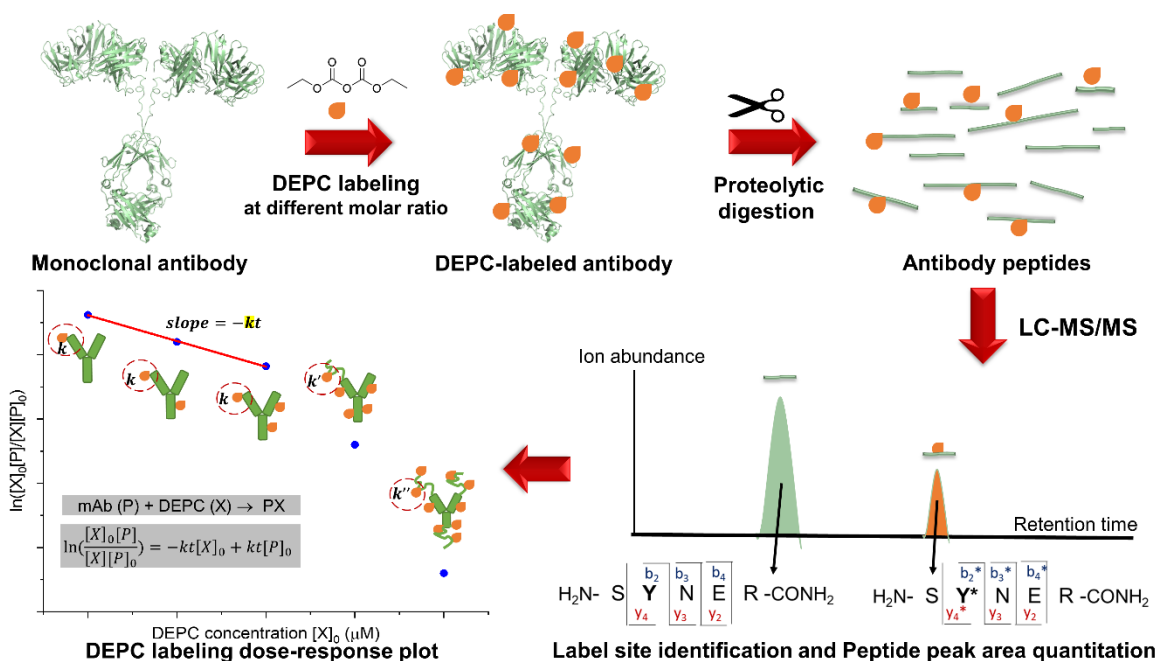 O O
O O O
DEPC labeling
at different molar ratio
Proteolytic
digestion
Monoclonal antibody
DEPC-labeled antibody
Antibody peptides
LC-MS/MS
slope = −kt
k
k
k
k'
k''
ln([X]₀[P]/[X][P]₀)
mAb (P) + DEPC (X) → PX
ln([X]₀[P]/[X][P]₀) = −kt[X]₀ + kt[P]₀
DEPC concentration [X]₀ (μM)
DEPC labeling dose-response plot
Ion abundance
Retention time
b₂ b₃ b₄
H₂N- S Y N E R -CONH₂
y₄ y₃ y₂
b₂* b₃* b₄*
H₂N- S Y* N E R -CONH₂
y₄* y₃ y₂
Label site identification and Peptide peak area quantitation